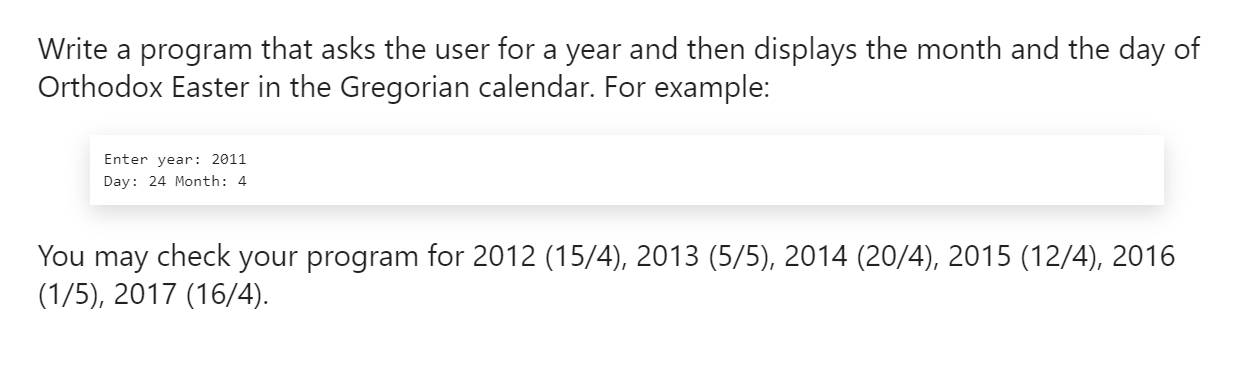 Write a program that asks the user for a year and then displays the month and the day of
Orthodox Easter in the Gregorian calendar. For example:
Enter year: 2011
Day: 24 Month: 4
You may check your program for 2012 (15/4), 2013 (5/5), 2014 (20/4), 2015 (12/4), 2016
(1/5), 2017 (16/4).